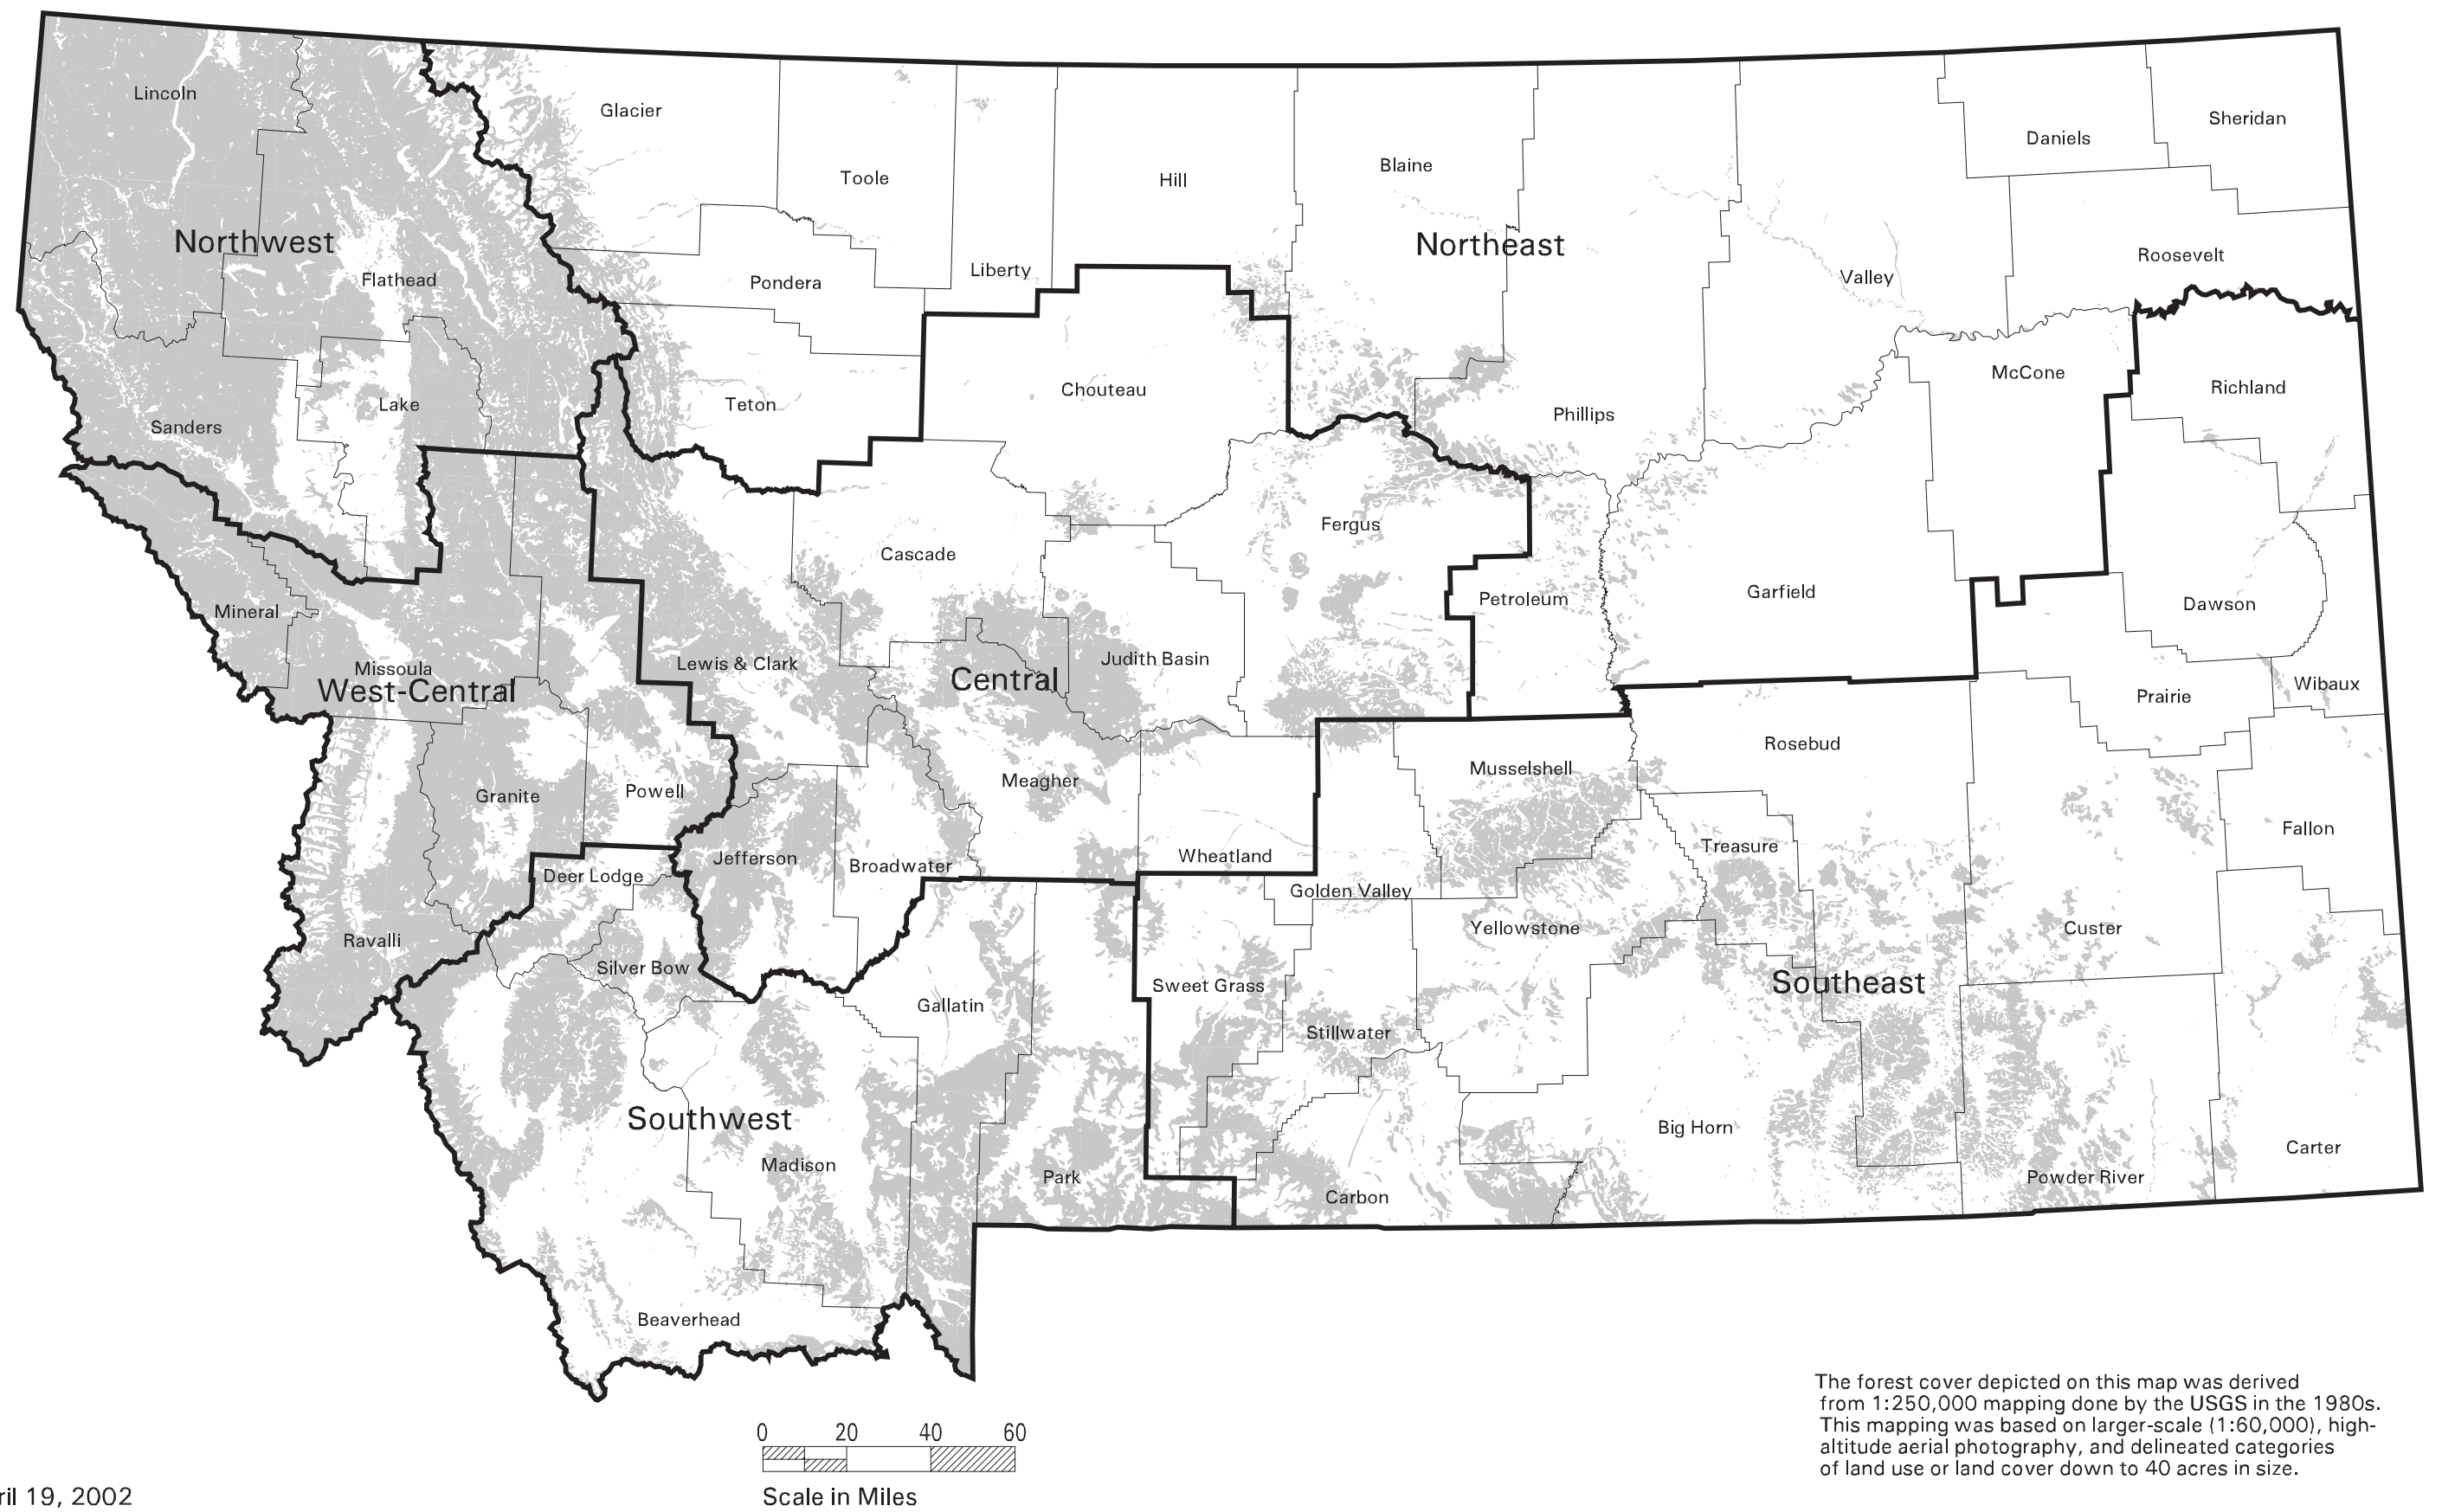 Lincoln
Glacier
Sheridan
Daniels
Toole
Hill
Blaine
Northwest
Northeast
Flathead
Pondera
Liberty
Valley
Roosevelt
Chouteau
McCone
Richland
Sanders
Lake
Teton
Phillips
Cascade
Fergus
Mineral
Petroleum
Garfield
Dawson
Missoula
West-Central
Lewis & Clark
Central
Judith Basin
Prairie
Wibaux
Granite
Powell
Meagher
Musselshell
Rosebud
Deer Lodge
Jefferson
Broadwater
Wheatland
Golden Valley
Treasure
Fallon
Ravalli
Silver Bow
Gallatin
Sweet Grass
Stillwater
Yellowstone
Southeast
Custer
Southwest
Madison
Park
Carbon
Big Horn
Powder River
Carter
Beaverhead
The forest cover depicted on this map was derived
from 1:250,000 mapping done by the USGS in the 1980s.
This mapping was based on larger-scale (1:60,000), high-
altitude aerial photography, and delineated categories
of land use or land cover down to 40 acres in size.
0 20 40 60
Scale in Miles
ril 19, 2002